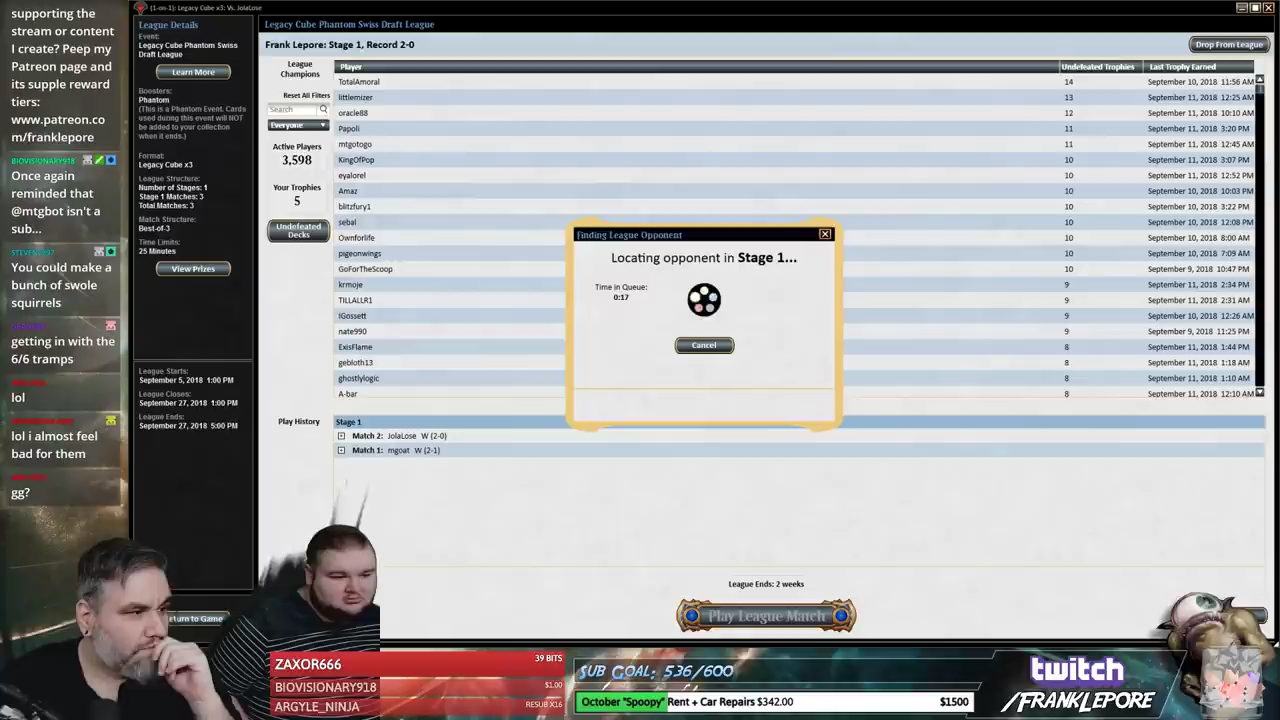 (1-on-1): Legacy Cube x3: Vs. JolaLose
supporting the
stream or content
I create? Peep my
Patreon page and
its supple reward
tiers:
www.patreon.co
m/franklepore
BIOVISIONARY918
Once again
reminded that
@mtgbot isn't a
sub...
You could make a
bunch of swole
squirrels
getting in with the
6/6 tramples
lol
lol i almost feel
bad for them
gg?
League Details
Event:
Legacy Cube Phantom Swiss
Draft League
Learn More
Boosters:
Phantom
(This is a Phantom Event. Cards
used during this event will NOT
be added to your collection
when it ends.)
Format:
Legacy Cube x3
League Structure:
Number of Stages: 1
Stage 1 Matches: 3
Total Matches: 3
Match Structure:
Best-of-3
Time Limits:
25 Minutes
View Prizes
League Starts:
September 5, 2018 1:00 PM
League Closes:
September 27, 2018 1:00 PM
League Ends:
September 27, 2018 5:00 PM
eturn to Game
Legacy Cube Phantom Swiss Draft League
Frank Lepore: Stage 1, Record 2-0
Drop From League
League
Champions
Reset All Filters
Search
Everyone
Active Players
3,598
Your Trophies
5
Undefeated
Decks
Player Undefeated Trophies Last Trophy Earned
TotalAmoral 14 September 10, 2018 11:56 AM
littlemizer 13 September 11, 2018 12:25 AM
oracle88 12 September 11, 2018 10:10 AM
Papoli 11 September 11, 2018 3:20 PM
mtgotogo 11 September 11, 2018 12:45 AM
KingOfPop 10 September 11, 2018 3:07 PM
eyalorel 10 September 11, 2018 12:52 PM
Amaz 10 September 11, 2018 10:03 PM
blitzfury1 10 September 11, 2018 3:22 PM
sebal 10 September 11, 2018 12:08 PM
Ownforlife 10 September 11, 2018 8:00 AM
pigeonwings 10 September 11, 2018 7:09 AM
GoForTheScoop 10 September 9, 2018 10:47 PM
krmoje 9 September 11, 2018 2:34 PM
TILLALLR1 9 September 11, 2018 2:31 AM
IGossett 9 September 10, 2018 12:26 AM
nate990 9 September 9, 2018 11:25 PM
ExisFlame 8 September 11, 2018 1:44 PM
gebloth13 8 September 11, 2018 1:18 AM
ghostlylogic 8 September 11, 2018 1:10 AM
A-bar 8 September 11, 2018 12:10 AM
Finding League Opponent
Locating opponent in Stage 1...
Time in Queue:
0:17
Cancel
Play History
Stage 1
Match 2: JolaLose W (2-0)
Match 1: mgoat W (2-1)
League Ends: 2 weeks
Play League Match
ZAXOR666 39 BITS
BIOVISIONARY918 $1.00
ARGYLE_NINJA RESUB X16
SUB GOAL: 536/600
October "Spoopy" Rent + Car Repairs $342.00 $1500
twitch
/FRANKLEPORE